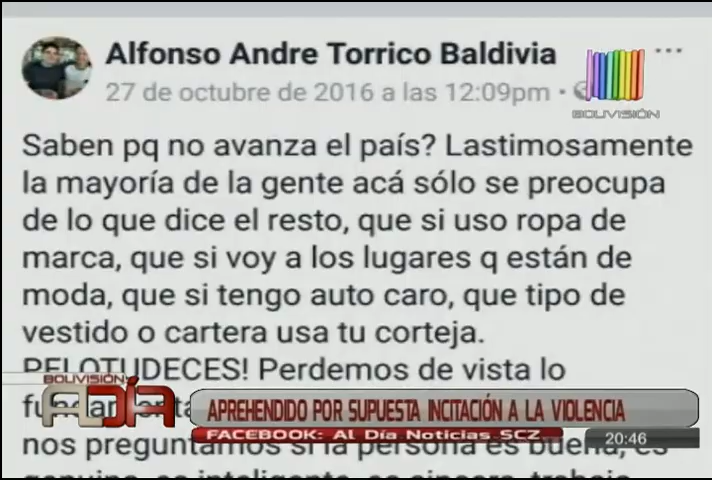 Alfonso Andre Torrico Baldivia
27 de octubre de 2016 a las 12:09pm
BOLIVISIÓN
Saben pq no avanza el país? Lastimosamente
la mayoría de la gente acá sólo se preocupa
de lo que dice el resto, que si uso ropa de
marca, que si voy a los lugares q están de
moda, que si tengo auto caro, que tipo de
vestido o cartera usa tu corteja.
PELOTUDECES! Perdemos de vista lo
BOLIVISIÓN
AL DÍA
APREHENDIDO POR SUPUESTA INCITACIÓN A LA VIOLENCIA
FACEBOOK: Al Día Noticias SCZ
20:46
nos preguntamos si la persona es buena, es